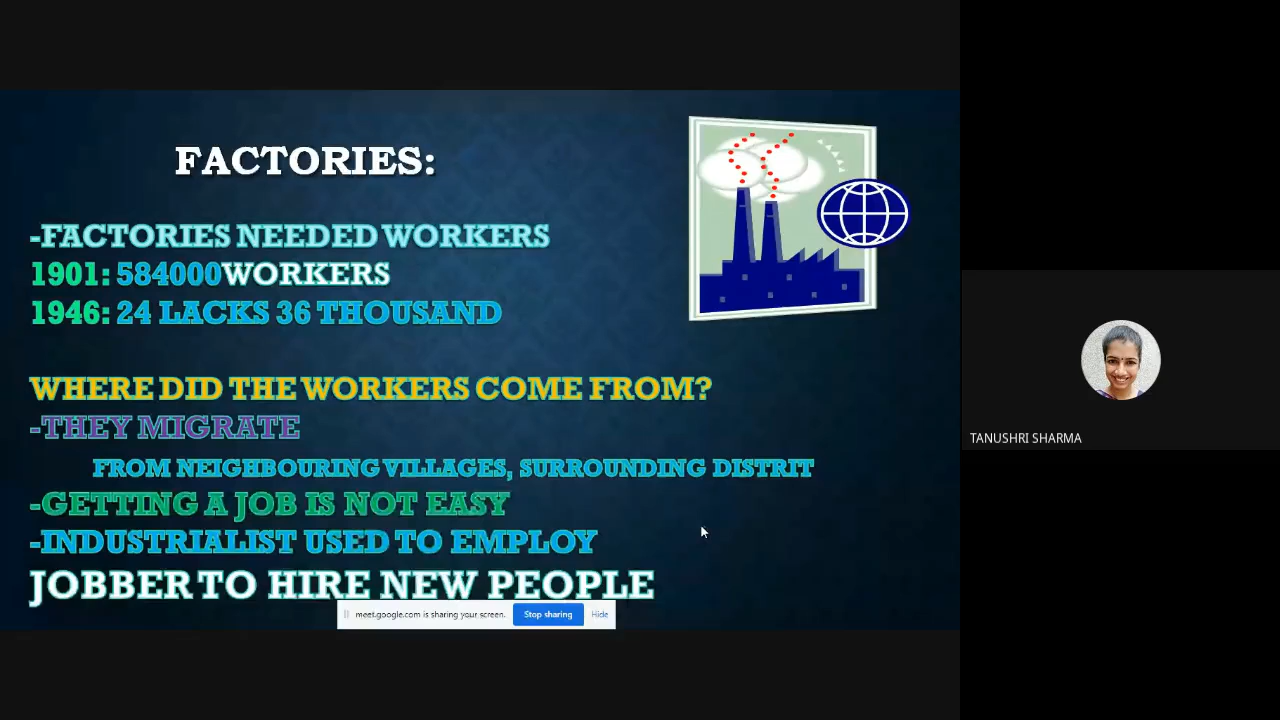 FACTORIES:
-FACTORIES NEEDED WORKERS
1901: 584000WORKERS
1946: 24 LACKS 36 THOUSAND
WHERE DID THE WORKERS COME FROM?
-THEY MIGRATE
FROM NEIGHBOURING VILLAGES, SURROUNDING DISTRIT
-GETTING A JOB IS NOT EASY
-INDUSTRIALIST USED TO EMPLOY
JOBBER TO HIRE NEW PEOPLE
meet.google.com is sharing your screen. Stop sharing Hide
TANUSHRI SHARMA